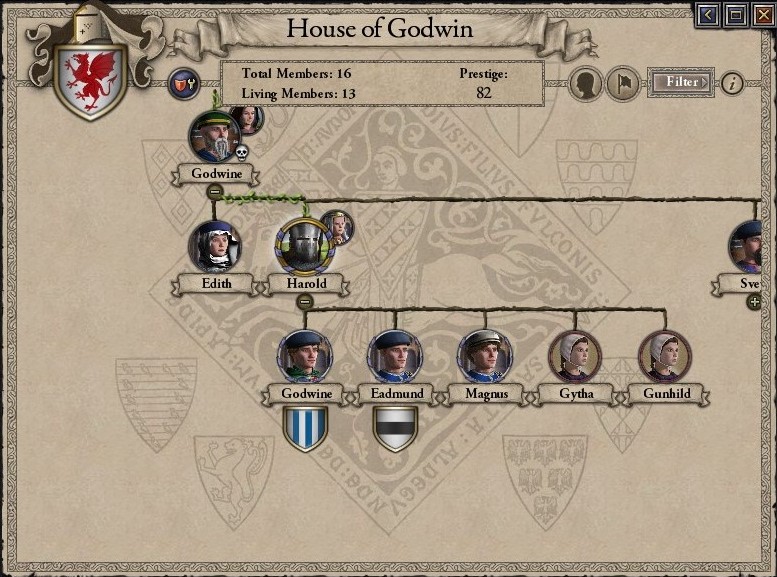 House of Godwin
Total Members: 16
Prestige:
Living Members: 13
82
Filter
Godwine
Edith
Harold
Sve
Godwine
Eadmund
Magnus
Gytha
Gunhild